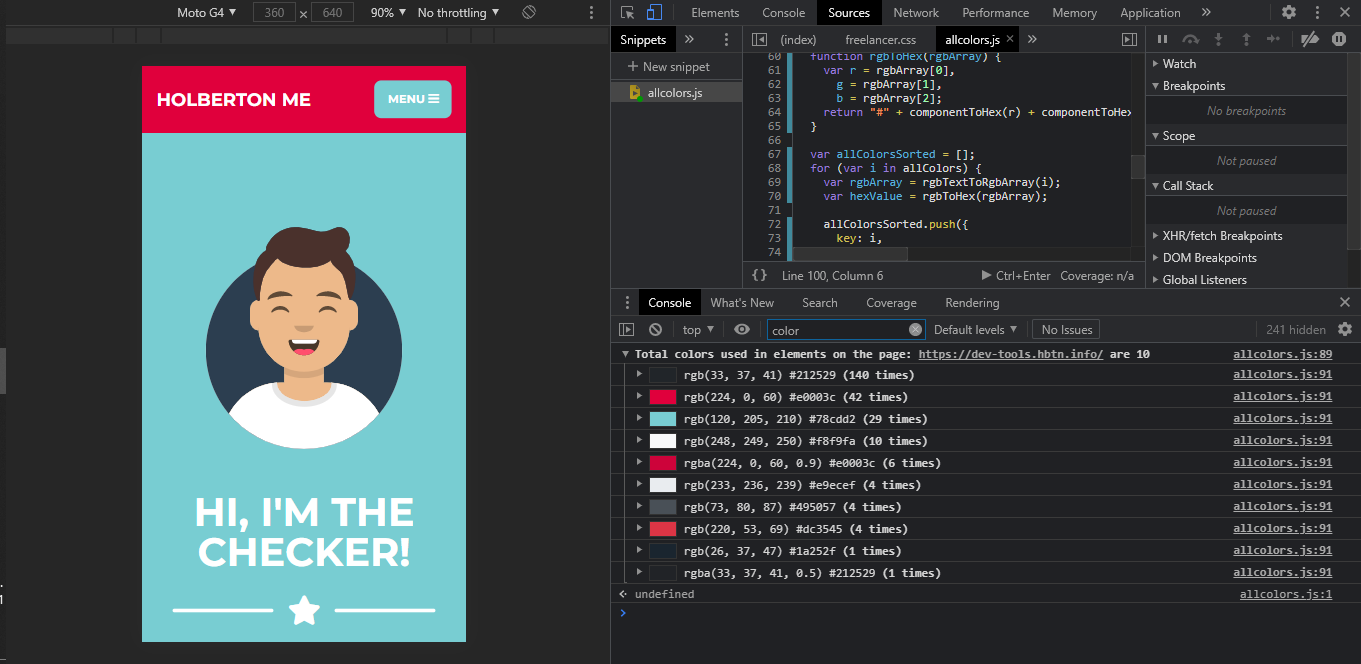 Moto G4 ▼ 360 × 640 90% ▼ No throttling ▼
HOLBERTON ME
MENU
HI, I'M THE
CHECKER!
Elements Console Sources Network Performance Memory Application »
Snippets »
+ New snippet
allcolors.js
(index) freelancer.css allcolors.js × »
60 function rgbToHex(rgbArray) {
61 var r = rgbArray[0],
62 g = rgbArray[1],
63 b = rgbArray[2];
64 return "#" + componentToHex(r) + componentToHex
65 }
66
67 var allColorsSorted = [];
68 for (var i in allColors) {
69 var rgbArray = rgbTextToRgbArray(i);
70 var hexValue = rgbToHex(rgbArray);
71
72 allColorsSorted.push({
73 key: i,
74
{} Line 100, Column 6 ▶ Ctrl+Enter Coverage: n/a
Watch
Breakpoints
No breakpoints
Scope
Not paused
Call Stack
Not paused
XHR/fetch Breakpoints
DOM Breakpoints
Global Listeners
Console What's New Search Coverage Rendering
top ▼ color Default levels ▼ No Issues 241 hidden
Total colors used in elements on the page: https://dev-tools.hbtn.info/ are 10 allcolors.js:89
rgb(33, 37, 41) #212529 (140 times) allcolors.js:91
rgb(224, 0, 60) #e0003c (42 times) allcolors.js:91
rgb(120, 205, 210) #78cdd2 (29 times) allcolors.js:91
rgb(248, 249, 250) #f8f9fa (10 times) allcolors.js:91
rgba(224, 0, 60, 0.9) #e0003c (6 times) allcolors.js:91
rgb(233, 236, 239) #e9ecef (4 times) allcolors.js:91
rgb(73, 80, 87) #495057 (4 times) allcolors.js:91
rgb(220, 53, 69) #dc3545 (4 times) allcolors.js:91
rgb(26, 37, 47) #1a252f (1 times) allcolors.js:91
rgba(33, 37, 41, 0.5) #212529 (1 times) allcolors.js:91
undefined allcolors.js:1